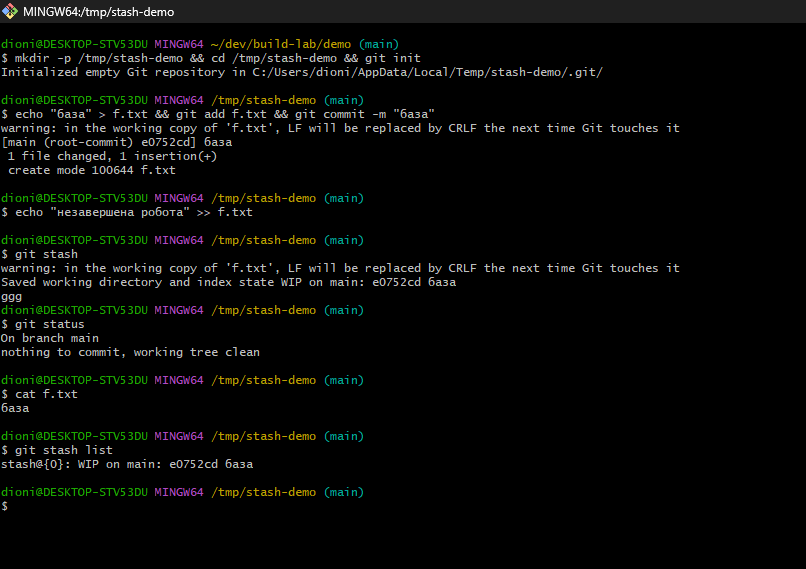 MINGW64:/tmp/stash-demo
dioni@DESKTOP-STV53DU MINGW64 ~/dev/build-lab/demo (main)
$ mkdir -p /tmp/stash-demo && cd /tmp/stash-demo && git init
Initialized empty Git repository in C:/Users/dioni/AppData/Local/Temp/stash-demo/.git/
dioni@DESKTOP-STV53DU MINGW64 /tmp/stash-demo (main)
$ echo "база" > f.txt && git add f.txt && git commit -m "база"
warning: in the working copy of 'f.txt', LF will be replaced by CRLF the next time Git touches it
[main (root-commit) e0752cd] база
 1 file changed, 1 insertion(+)
 create mode 100644 f.txt
dioni@DESKTOP-STV53DU MINGW64 /tmp/stash-demo (main)
$ echo "незавершена робота" >> f.txt
dioni@DESKTOP-STV53DU MINGW64 /tmp/stash-demo (main)
$ git stash
warning: in the working copy of 'f.txt', LF will be replaced by CRLF the next time Git touches it
Saved working directory and index state WIP on main: e0752cd база
ggg
dioni@DESKTOP-STV53DU MINGW64 /tmp/stash-demo (main)
$ git status
On branch main
nothing to commit, working tree clean
dioni@DESKTOP-STV53DU MINGW64 /tmp/stash-demo (main)
$ cat f.txt
база
dioni@DESKTOP-STV53DU MINGW64 /tmp/stash-demo (main)
$ git stash list
stash@{0}: WIP on main: e0752cd база
dioni@DESKTOP-STV53DU MINGW64 /tmp/stash-demo (main)
$